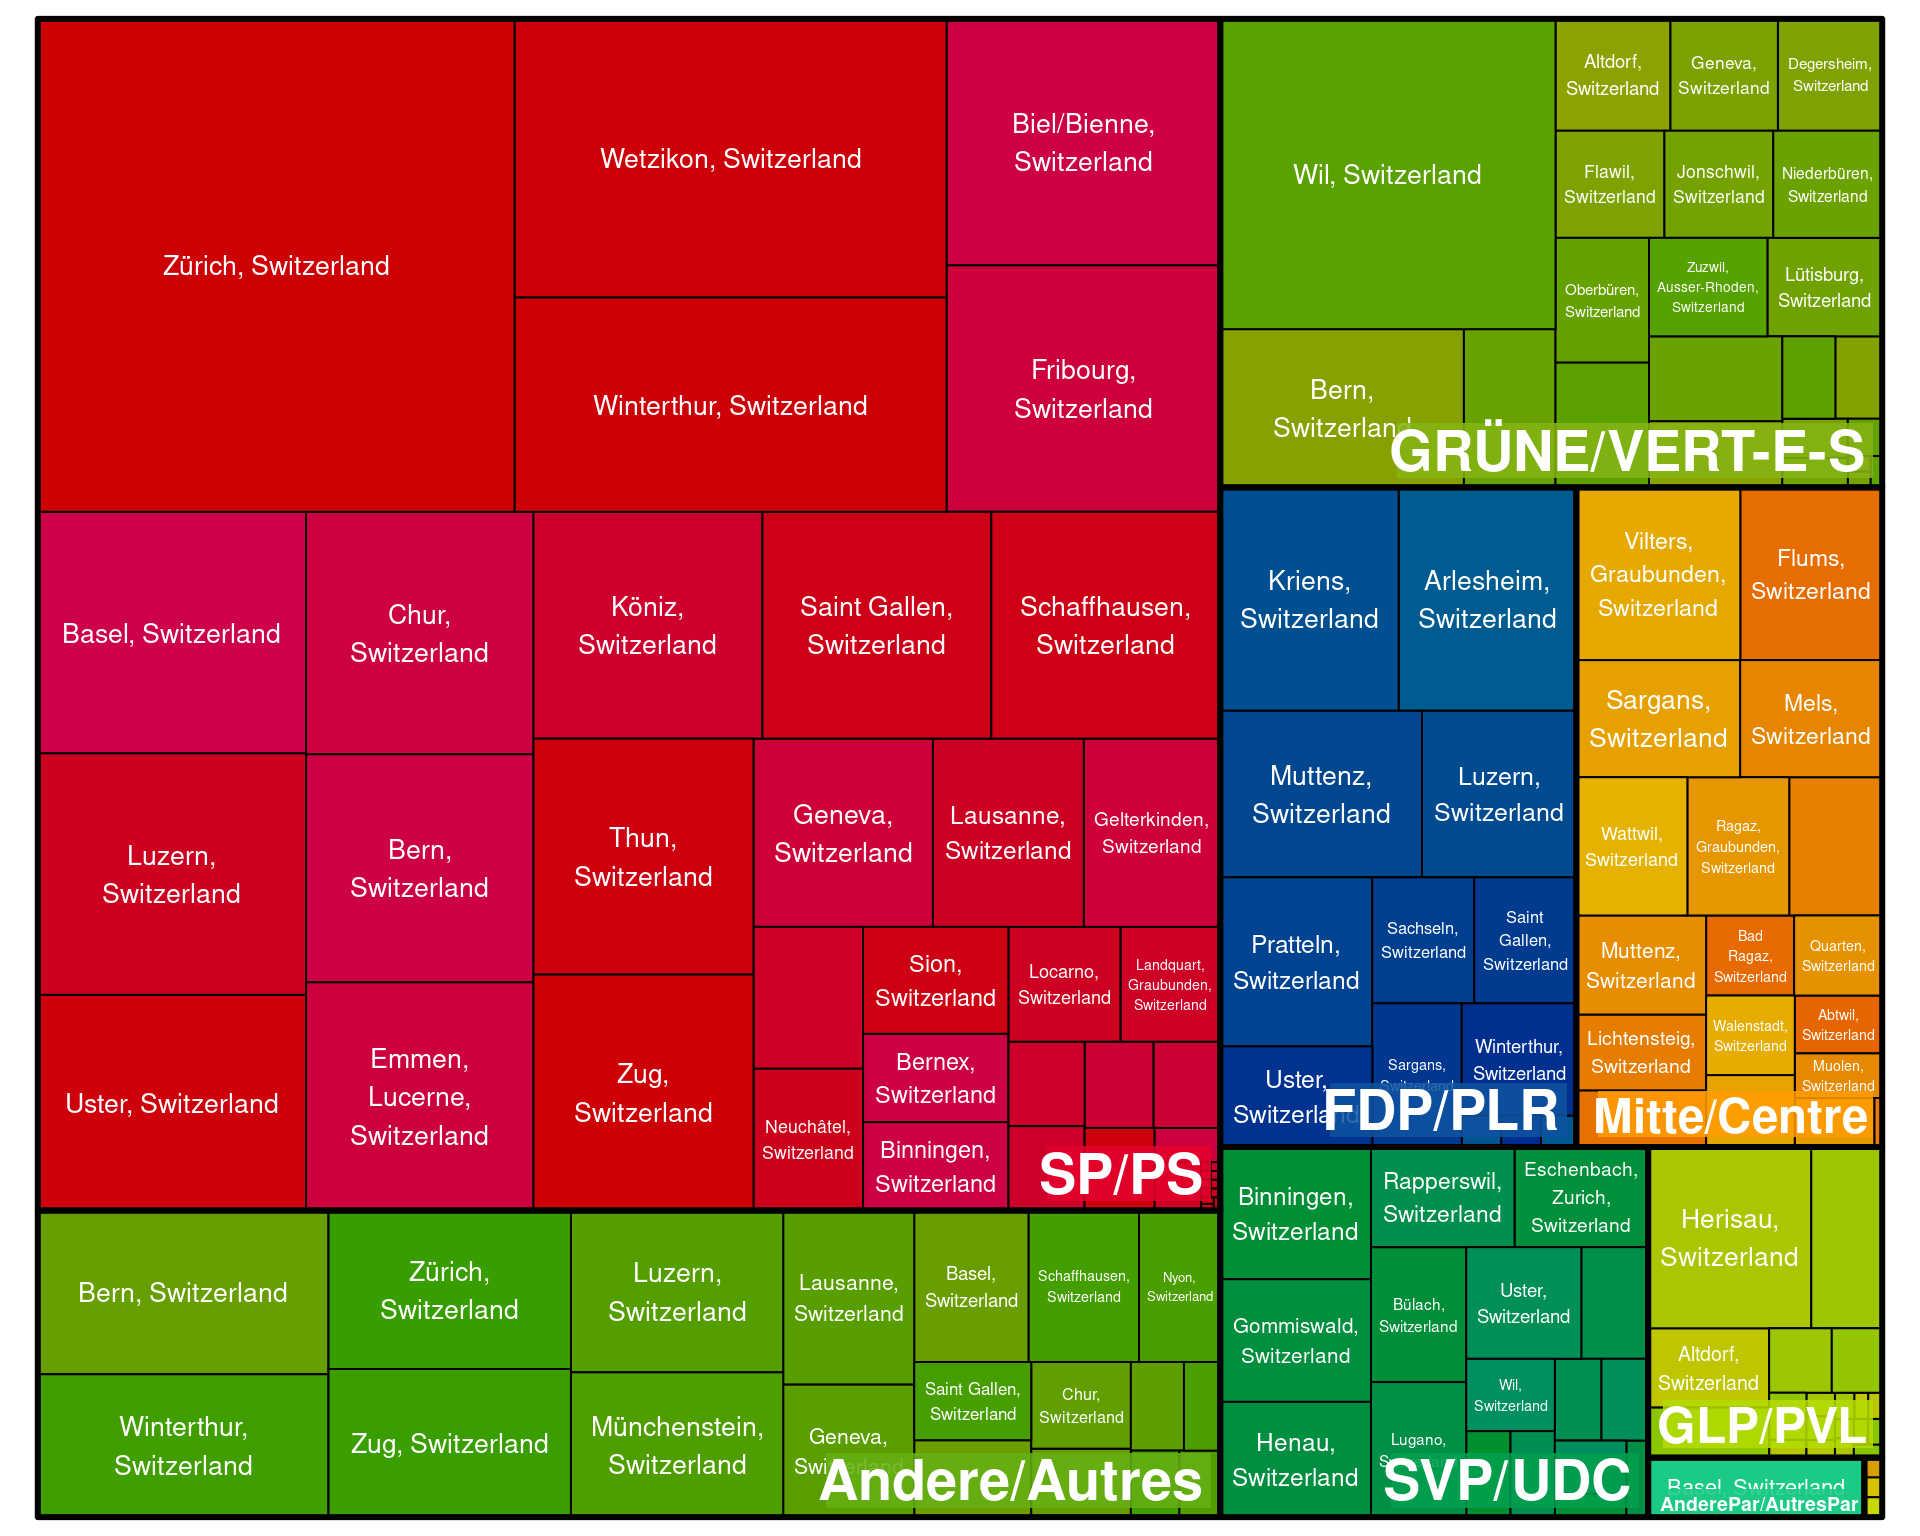 Zürich, Switzerland
Wetzikon, Switzerland
Winterthur, Switzerland
Biel/Bienne,
Switzerland
Fribourg,
Switzerland
Basel, Switzerland
Chur,
Switzerland
Köniz,
Switzerland
Saint Gallen,
Switzerland
Schaffhausen,
Switzerland
Luzern,
Switzerland
Bern,
Switzerland
Thun,
Switzerland
Geneva,
Switzerland
Lausanne,
Switzerland
Gelterkinden,
Switzerland
Uster, Switzerland
Emmen,
Lucerne,
Switzerland
Zug,
Switzerland
Sion,
Switzerland
Locarno,
Switzerland
Landquart,
Graubunden,
Switzerland
Bernex,
Switzerland
Neuchâtel,
Switzerland
Binningen,
Switzerland
SP/PS
Wil, Switzerland
Altdorf,
Switzerland
Geneva,
Switzerland
Degersheim,
Switzerland
Flawil,
Switzerland
Jonschwil,
Switzerland
Niederbüren,
Switzerland
Oberbüren,
Switzerland
Zuzwil,
Ausser-Rhoden,
Switzerland
Lütisburg,
Switzerland
Bern,
Switzerland
GRÜNE/VERT-E-S
Kriens,
Switzerland
Arlesheim,
Switzerland
Muttenz,
Switzerland
Luzern,
Switzerland
Pratteln,
Switzerland
Sachseln,
Switzerland
Saint
Gallen,
Switzerland
Uster,
Switzerland
Sargans,
Switzerland
Winterthur,
Switzerland
FDP/PLR
Vilters,
Graubunden,
Switzerland
Flums,
Switzerland
Sargans,
Switzerland
Mels,
Switzerland
Wattwil,
Switzerland
Ragaz,
Graubunden,
Switzerland
Muttenz,
Switzerland
Bad
Ragaz,
Switzerland
Quarten,
Switzerland
Lichtensteig,
Switzerland
Walenstadt,
Switzerland
Abtwil,
Switzerland
Muolen,
Switzerland
Mitte/Centre
Bern, Switzerland
Zürich,
Switzerland
Luzern,
Switzerland
Lausanne,
Switzerland
Basel,
Switzerland
Schaffhausen,
Switzerland
Nyon,
Switzerland
Winterthur,
Switzerland
Zug, Switzerland
Münchenstein,
Switzerland
Geneva,
Switzerland
Saint Gallen,
Switzerland
Chur,
Switzerland
Andere/Autres
Binningen,
Switzerland
Rapperswil,
Switzerland
Eschenbach,
Zurich,
Switzerland
Gommiswald,
Switzerland
Bülach,
Switzerland
Uster,
Switzerland
Henau,
Switzerland
Lugano,
Switzerland
Wil,
Switzerland
SVP/UDC
Herisau,
Switzerland
Altdorf,
Switzerland
GLP/PVL
Basel, Switzerland
AnderePar/AutresPar